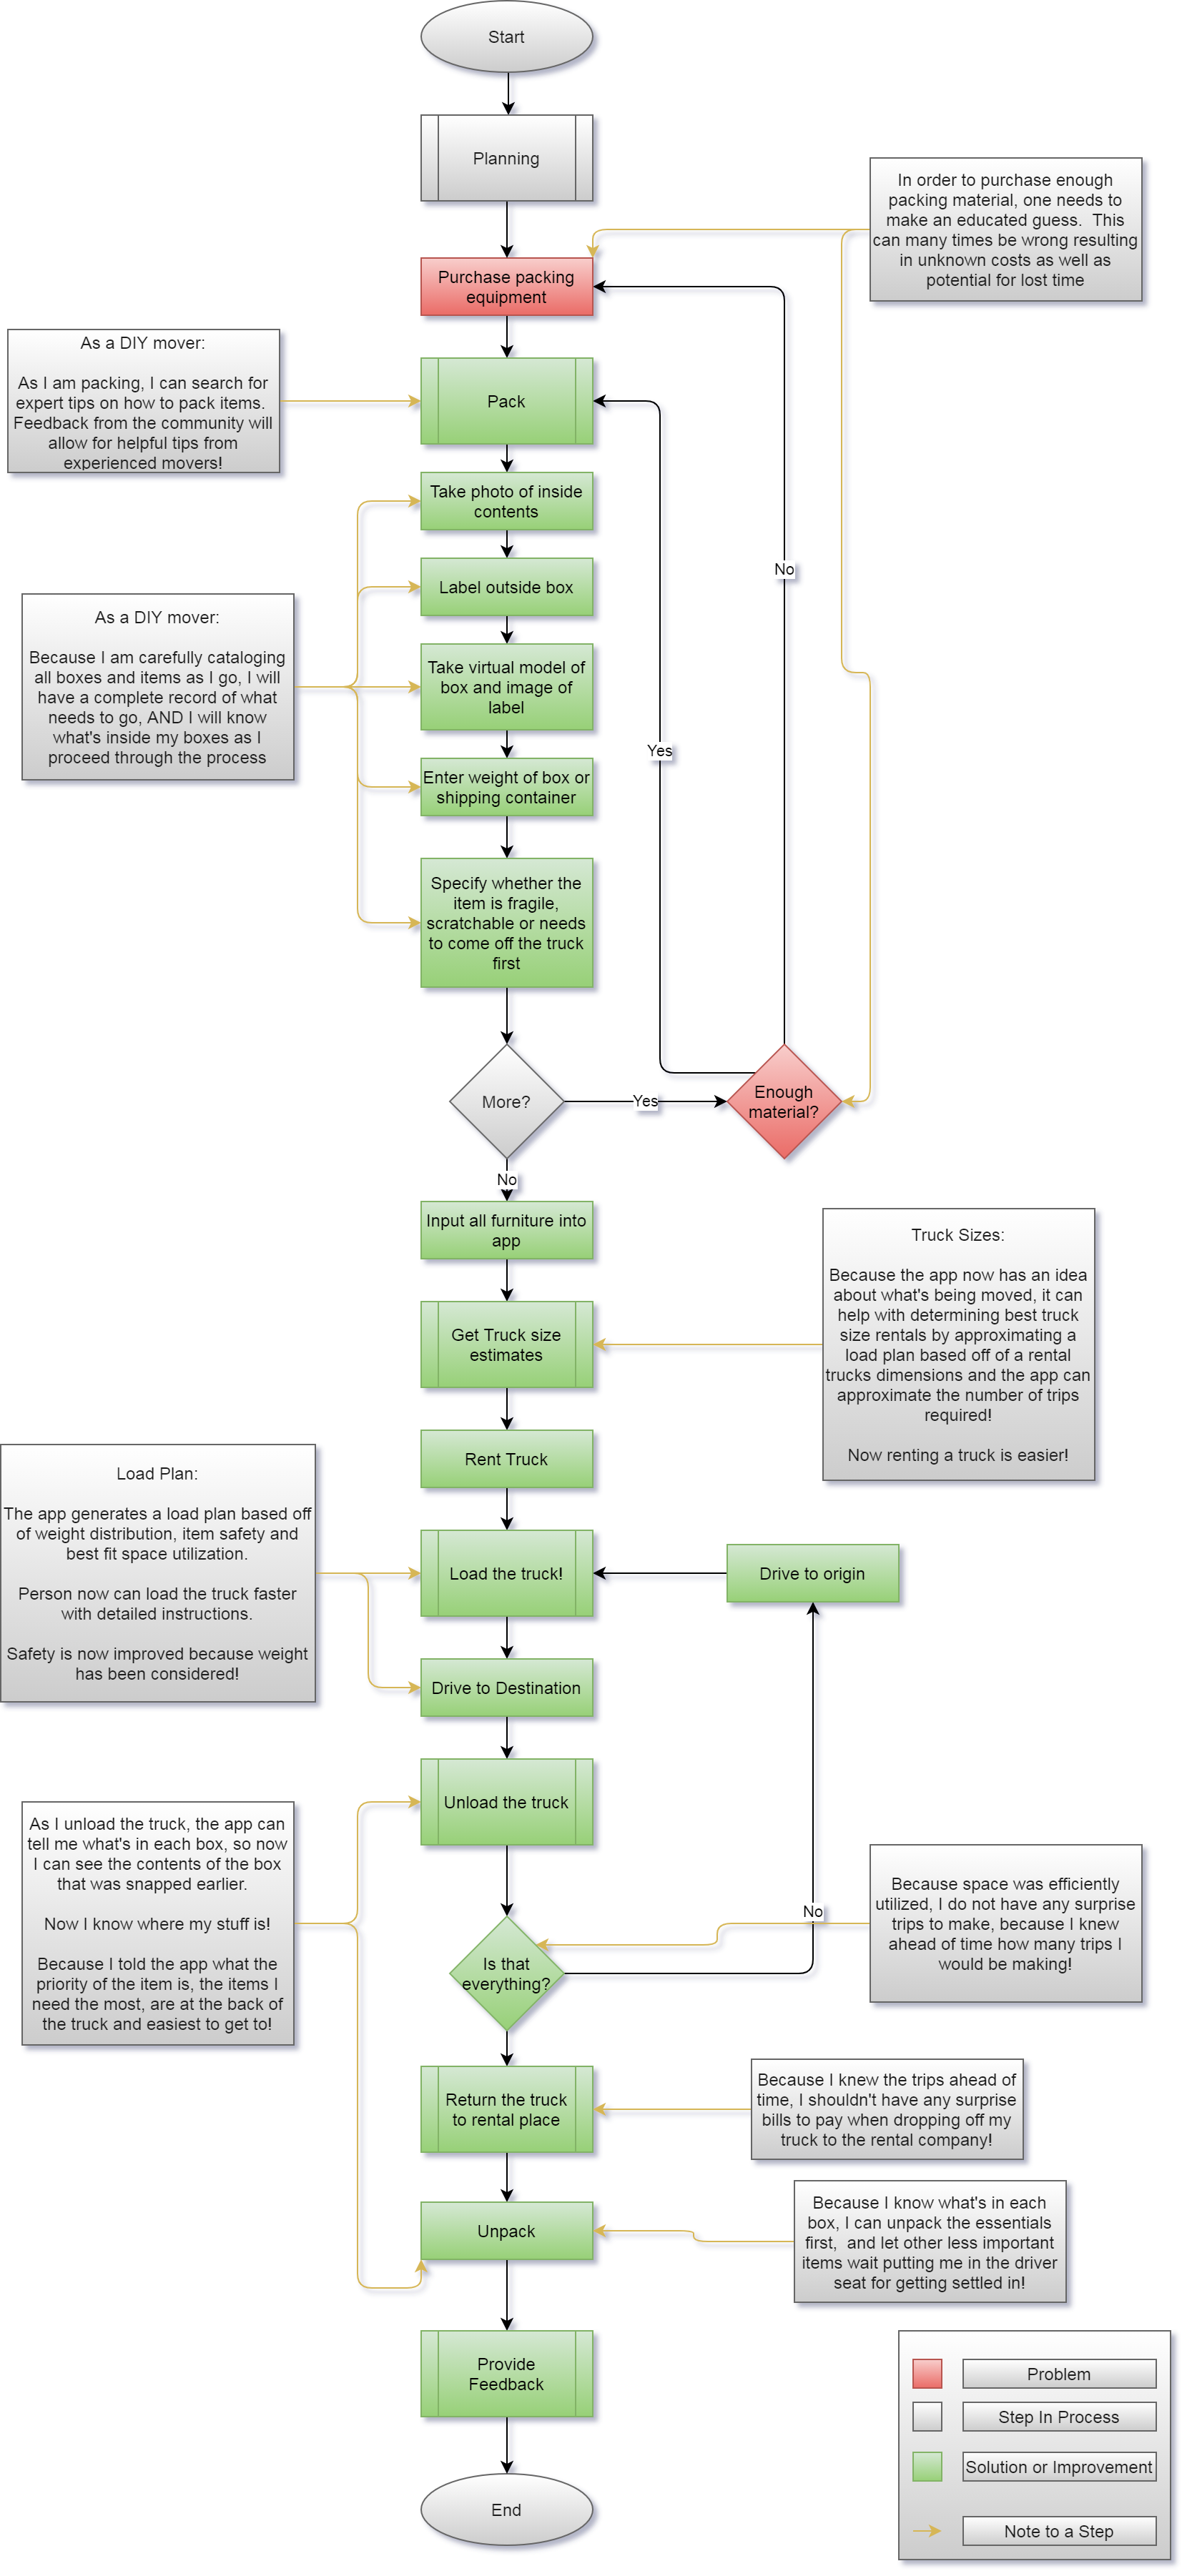 Start
Planning
In order to purchase enough
packing material, one needs to
make an educated guess.  This
can many times be wrong resulting
in unknown costs as well as
potential for lost time
Purchase packing
equipment
As a DIY mover:
As I am packing, I can search for
expert tips on how to pack items.
Feedback from the community will
allow for helpful tips from
experienced movers!
Pack
Take photo of inside
contents
No
Label outside box
As a DIY mover:
Because I am carefully cataloging
all boxes and items as I go, I will
have a complete record of what
needs to go, AND I will know
what's inside my boxes as I
proceed through the process
Take virtual model of
box and image of
label
Yes
Enter weight of box or
shipping container
Specify whether the
item is fragile,
scratchable or needs
to come off the truck
first
More?
Yes
Enough
material?
No
Input all furniture into
app
Truck Sizes:
Because the app now has an idea
about what's being moved, it can
help with determining best truck
size rentals by approximating a
load plan based off of a rental
trucks dimensions and the app can
approximate the number of trips
required!
Now renting a truck is easier!
Get Truck size
estimates
Rent Truck
Load Plan:
The app generates a load plan based off
of weight distribution, item safety and
best fit space utilization.
Person now can load the truck faster
with detailed instructions.
Safety is now improved because weight
has been considered!
Load the truck!
Drive to origin
Drive to Destination
Unload the truck
As I unload the truck, the app can
tell me what's in each box, so now
I can see the contents of the box
that was snapped earlier.
Now I know where my stuff is!
Because I told the app what the
priority of the item is, the items I
need the most, are at the back of
the truck and easiest to get to!
No
Because space was efficiently
utilized, I do not have any surprise
trips to make, because I knew
ahead of time how many trips I
would be making!
Is that
everything?
Return the truck
to rental place
Because I knew the trips ahead of
time, I shouldn't have any surprise
bills to pay when dropping off my
truck to the rental company!
Unpack
Because I know what's in each
box, I can unpack the essentials
first,  and let other less important
items wait putting me in the driver
seat for getting settled in!
Provide
Feedback
Problem
Step In Process
Solution or Improvement
Note to a Step
End